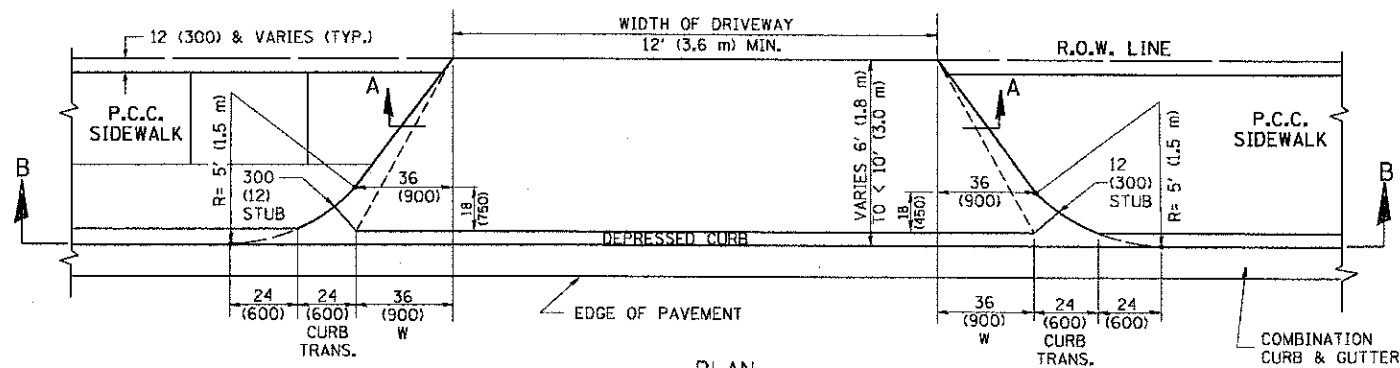 WIDTH OF DRIVEWAY
12' (3.6 m) MIN.
12 (300) & VARIES (TYP.)
R.O.W. LINE
A
A
P.C.C.
SIDEWALK
P.C.C.
SIDEWALK
R= 5' (1.5 m)
VARIES 6' (1.8 m)
TO < 10' (3.0 m)
R= 5' (1.5 m)
B
B
300
(12)
STUB
36
(900)
18
(750)
36
(900)
18
(450)
12
(300)
STUB
DEPRESSED CURB
24
(600)
24
(600)
CURB
TRANS.
36
(900)
W
EDGE OF PAVEMENT
36
(900)
W
24
(600)
CURB
TRANS.
24
(600)
COMBINATION
CURB & GUTTER
PLAN